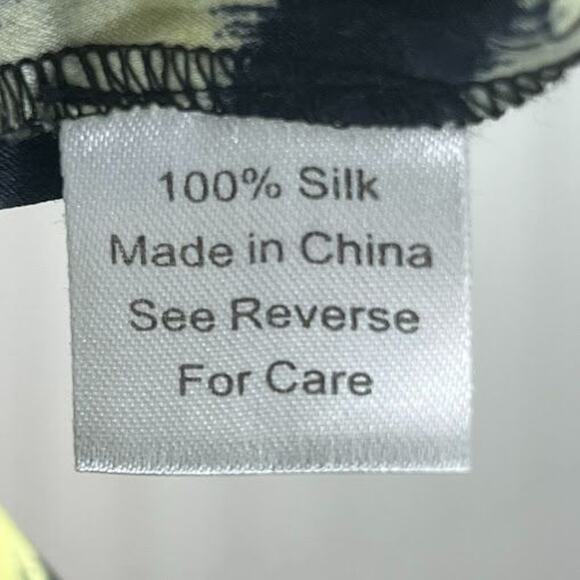 100% Silk
Made in China
See Reverse
For Care